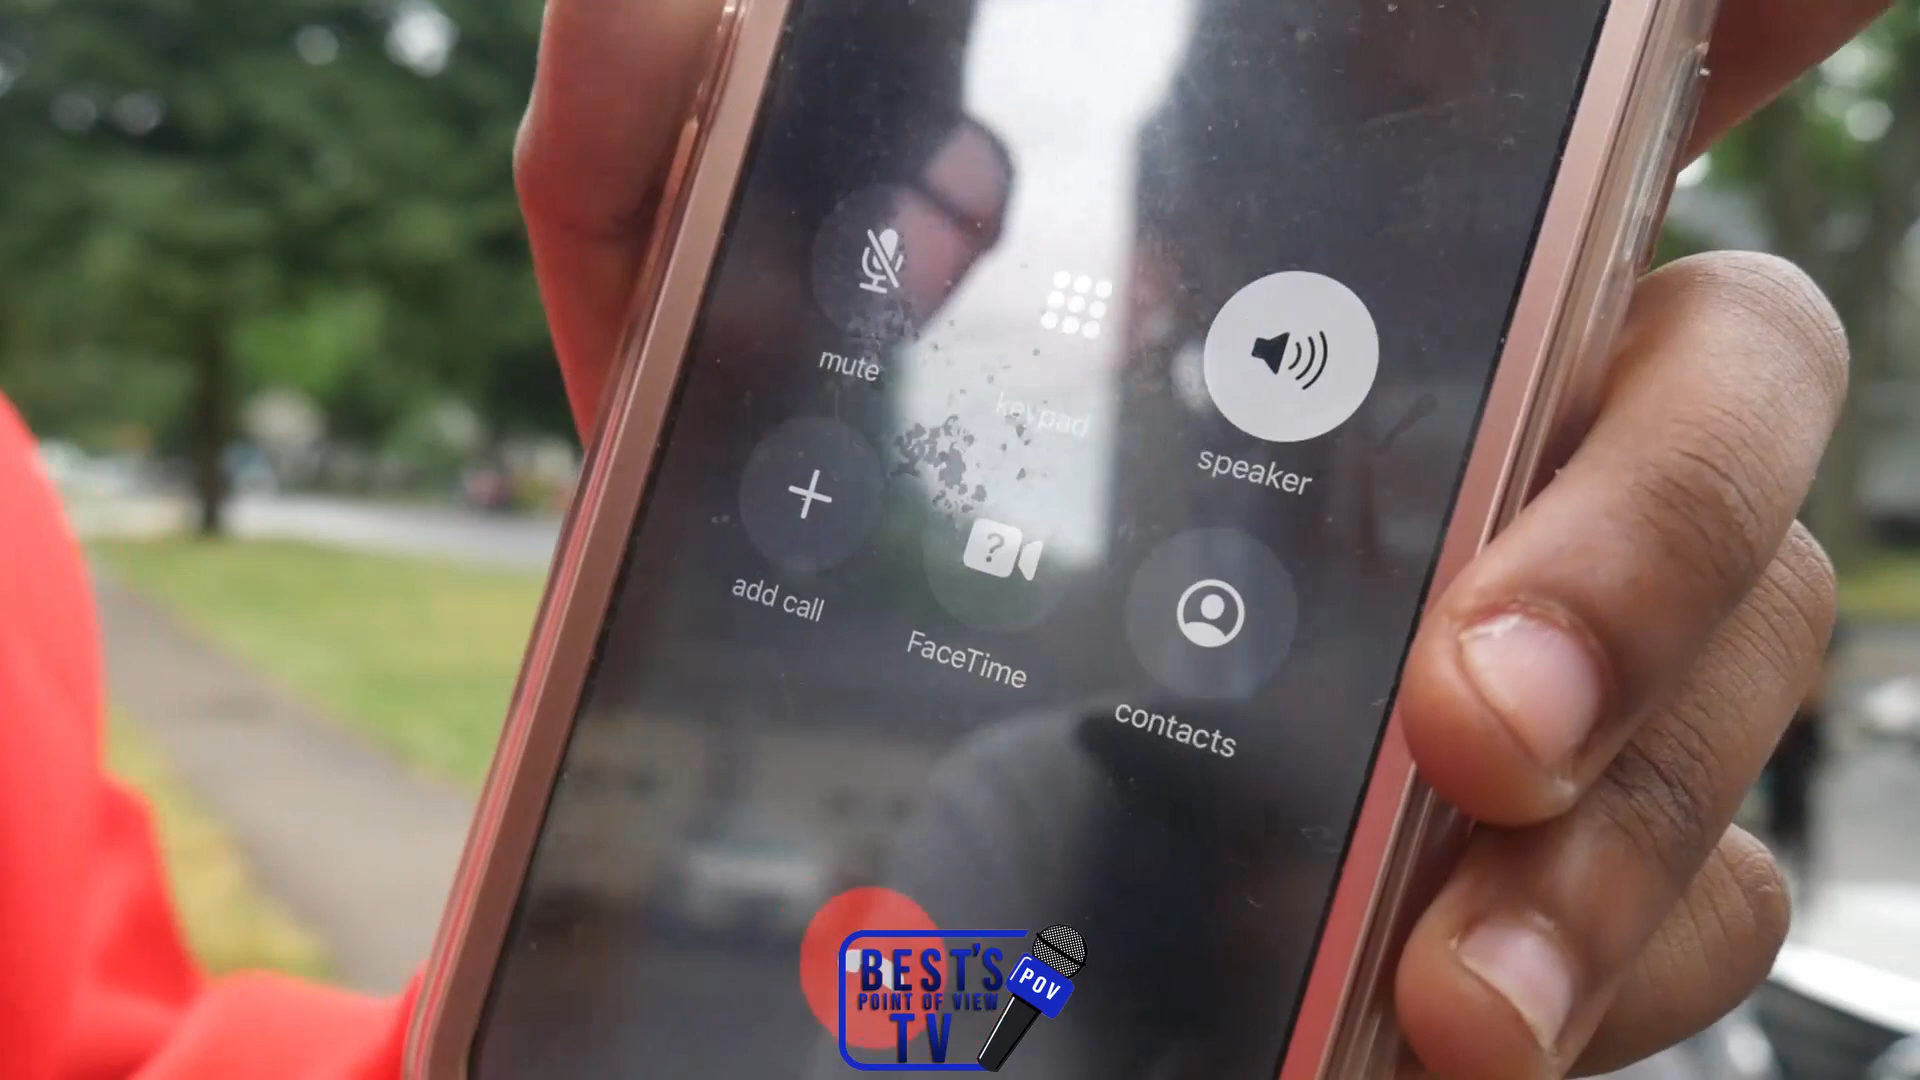 mute
keypad
speaker
add call
?
FaceTime
contacts
BEST'S
POV
POINT OF VIEW
TV